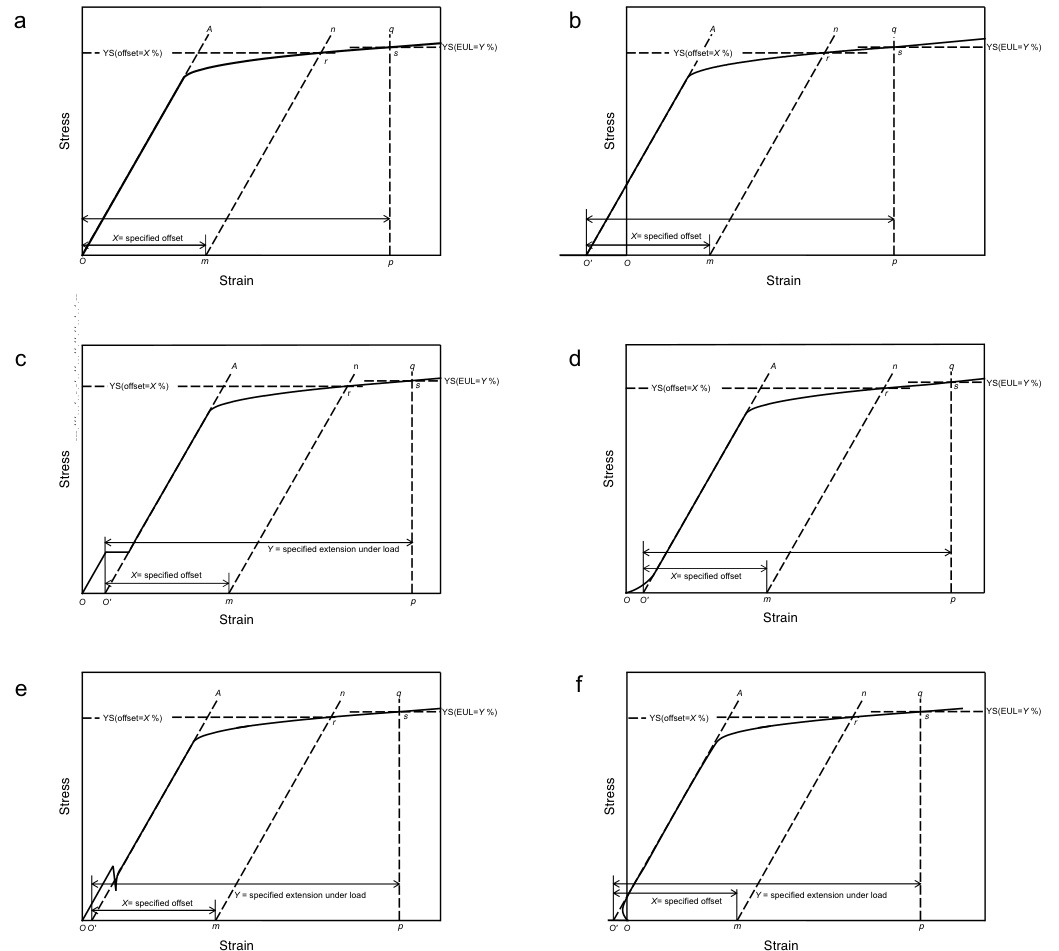 a
A
n
q
YS(offset=X %)
YS(EUL=Y %)
r
s
Stress
X= specified offset
O
m
p
Strain
b
A
n
q
YS(offset=X %)
YS(EUL=Y %)
r
s
Stress
X= specified offset
O'
O
m
p
Strain
c
A
n
q
YS(offset=X %)
YS(EUL=Y %)
r
s
Stress
Y = specified extension under load
X= specified offset
O
O'
m
p
Strain
d
A
n
q
YS(offset=X %)
YS(EUL=Y %)
r
s
Stress
X= specified offset
O
O'
m
p
Strain
e
A
n
q
YS(offset=X %)
YS(EUL=Y %)
r
s
Stress
Y = specified extension under load
X= specified offset
O
O'
m
p
Strain
f
A
n
q
YS(offset=X %)
YS(EUL=Y %)
r
s
Stress
Y = specified extension under load
X= specified offset
O'
O
m
p
Strain